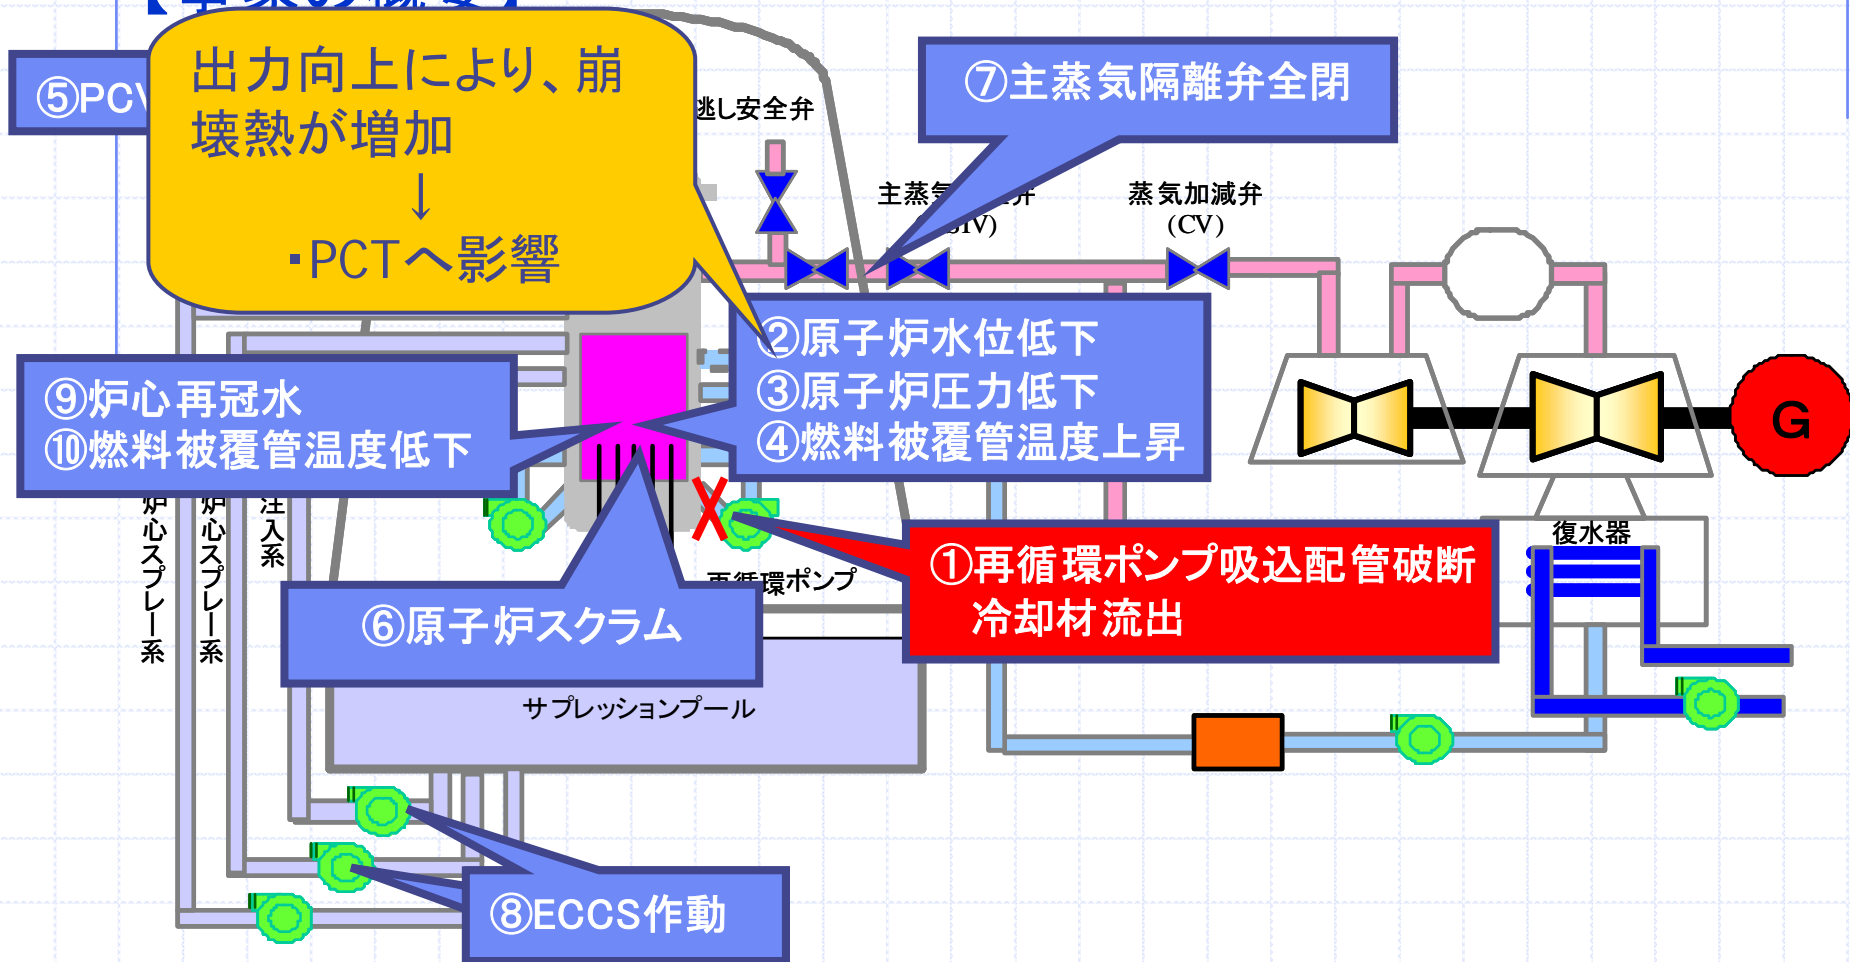 ⑤PCV
出力向上により、崩
壊熱が増加
↓
・PCTへ影響
⑦主蒸気隔離弁全閉
逃し安全弁
主蒸気
蒸気加減弁
(CV)
②原子炉水位低下
③原子炉圧力低下
④燃料被覆管温度上昇
⑨炉心再冠水
⑩燃料被覆管温度低下
G
炉心スプレー系
炉心スプレー系
注入系
復水器
①再循環ポンプ吸込配管破断
冷却材流出
再循環ポンプ
⑥原子炉スクラム
サプレッションプール
⑧ECCS作動